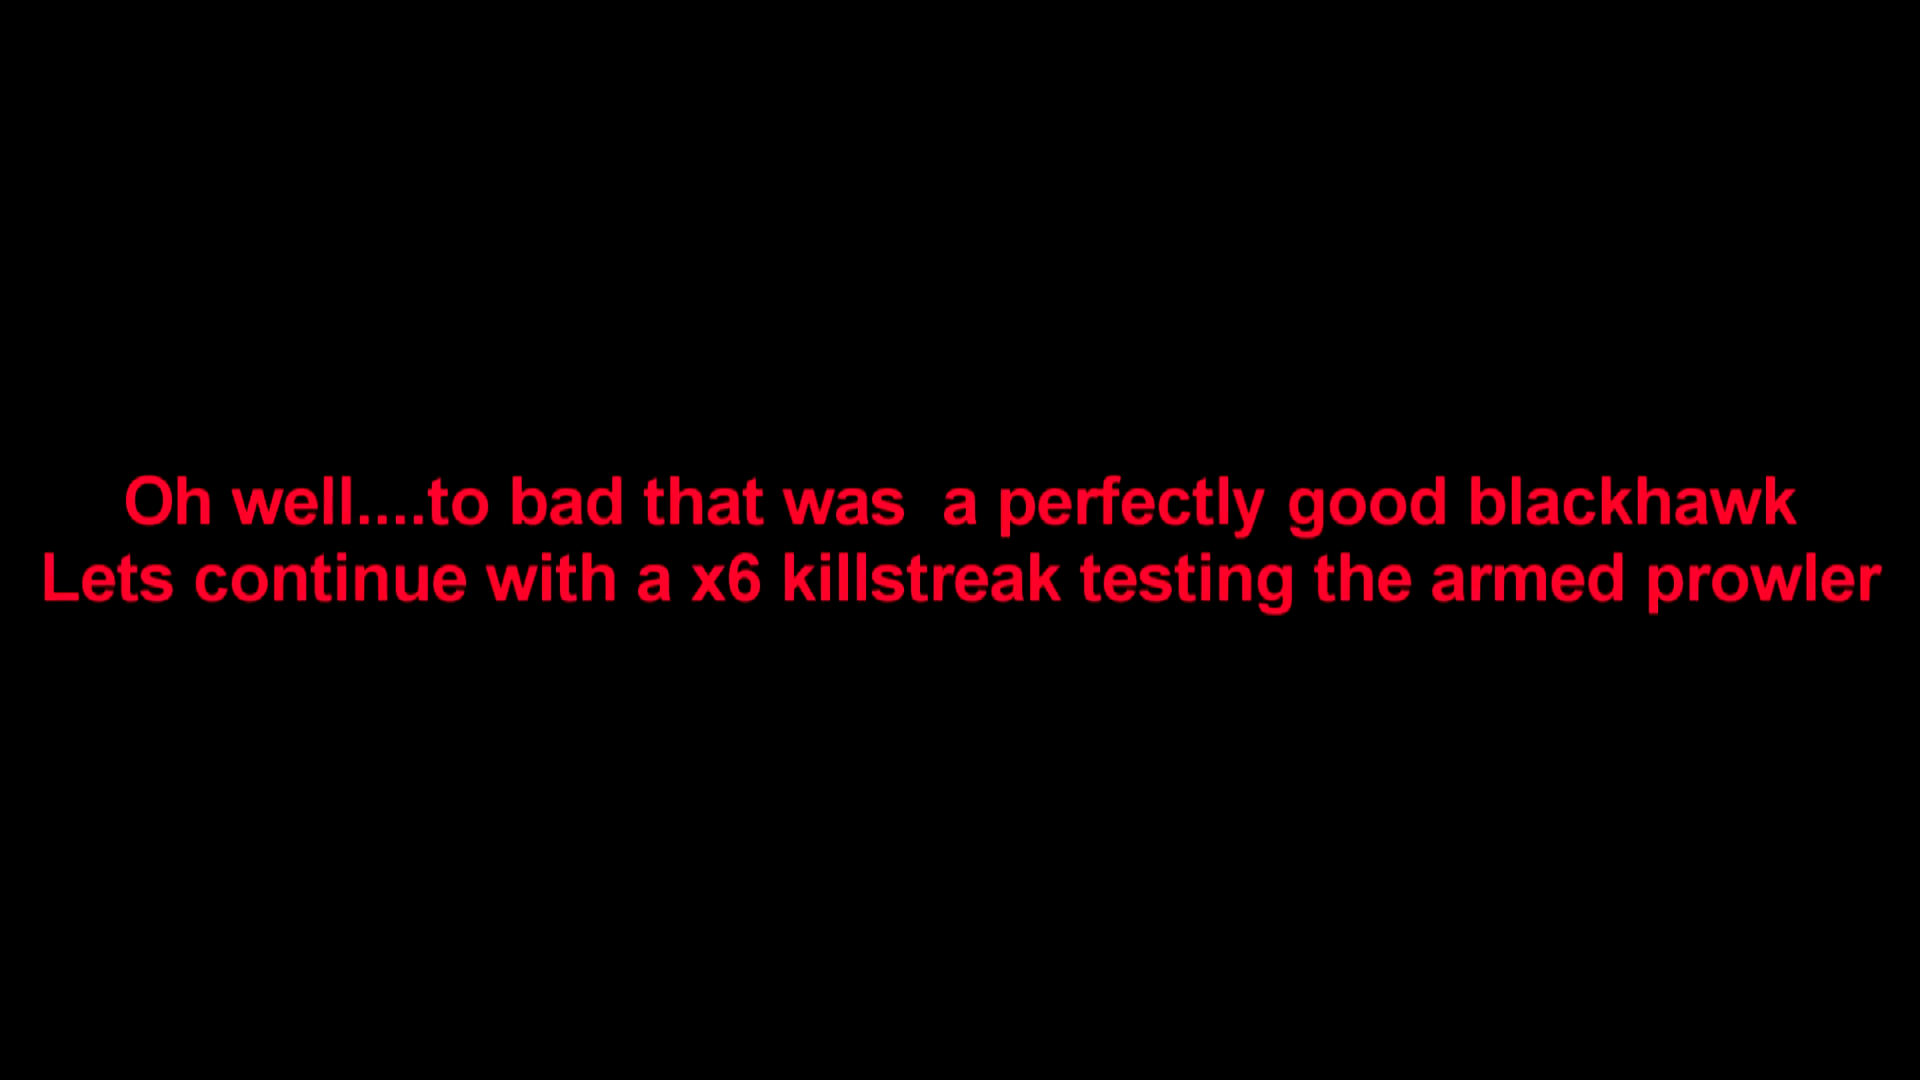 Oh well....to bad that was  a perfectly good blackhawk
Lets continue with a x6 killstreak testing the armed prowler